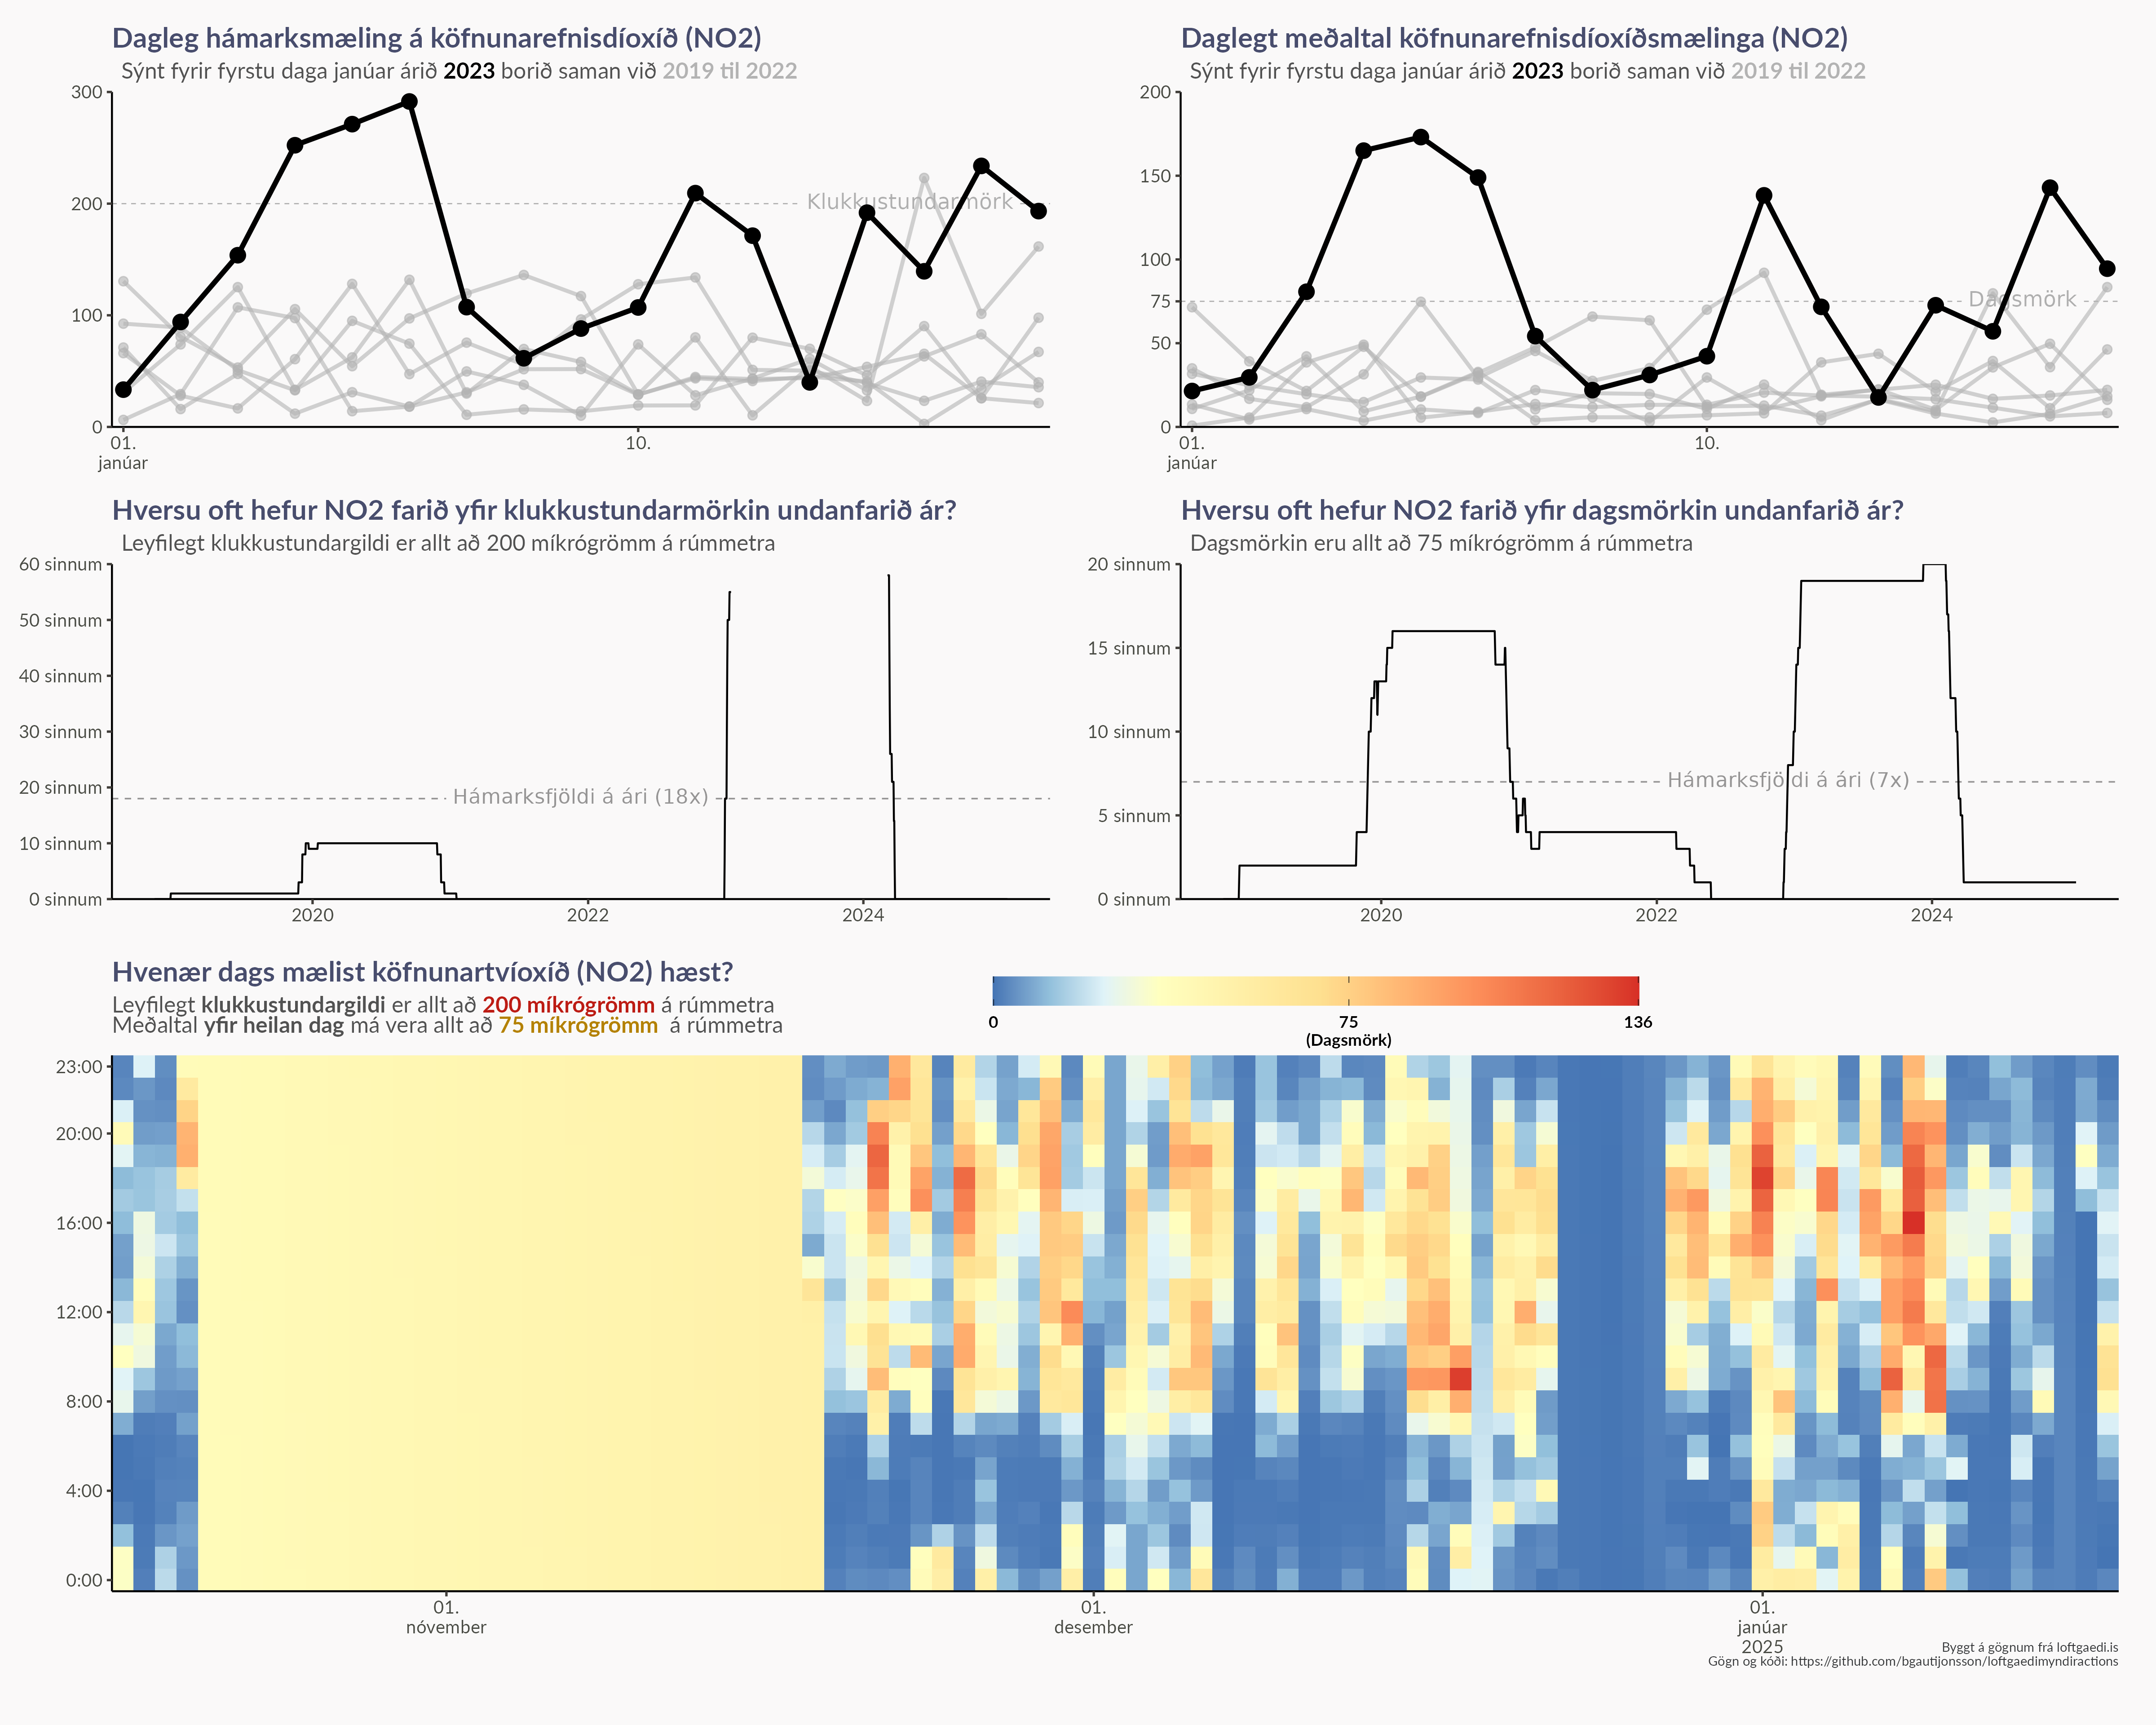 Dagleg hámarksmæling á köfnunarefnisdíoxíð (NO2)
Sýnt fyrir fyrstu daga janúar árið 2023 borið saman við 2019 til 2022
300
200
100
0
Klukkustundarmörk
01.
janúar
10.
Daglegt meðaltal köfnunarefnisdíoxíðsmælinga (NO2)
Sýnt fyrir fyrstu daga janúar árið 2023 borið saman við 2019 til 2022
200
150
100
75
50
0
Dagsmörk
01.
janúar
10.
Hversu oft hefur NO2 farið yfir klukkustundarmörkin undanfarið ár?
Leyfilegt klukkustundargildi er allt að 200 míkrógrömm á rúmmetra
60 sinnum
50 sinnum
40 sinnum
30 sinnum
20 sinnum
10 sinnum
0 sinnum
Hámarksfjöldi á ári (18x)
2020
2022
2024
Hversu oft hefur NO2 farið yfir dagsmörkin undanfarið ár?
Dagsmörkin eru allt að 75 míkrógrömm á rúmmetra
20 sinnum
15 sinnum
10 sinnum
5 sinnum
0 sinnum
Hámarksfjöldi á ári (7x)
2020
2022
2024
Hvenær dags mælist köfnunartvíoxíð (NO2) hæst?
Leyfilegt klukkustundargildi er allt að 200 míkrógrömm á rúmmetra
Meðaltal yfir heilan dag má vera allt að 75 míkrógrömm á rúmmetra
0
75
(Dagsmörk)
136
23:00
20:00
16:00
12:00
8:00
4:00
0:00
01.
nóvember
01.
desember
01.
janúar
2025
Byggt á gögnum frá loftgaedi.is
Gögn og kóði: https://github.com/bgautijonsson/loftgaedimyndiractions